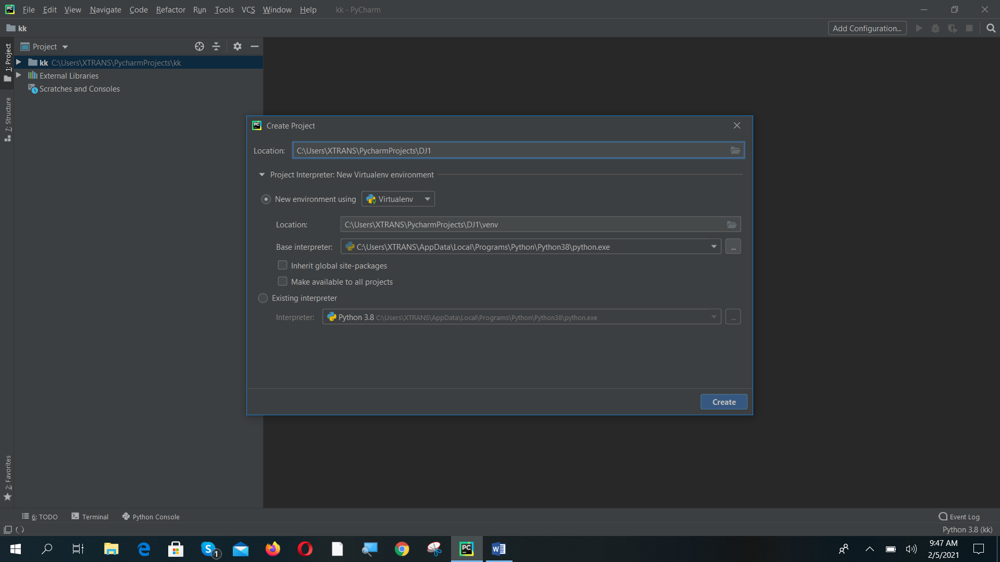 File Edit View Navigate Code Refactor Run Tools VCS Window Help kk - PyCharm
kk
Add Configuration...
1: Project
Project
kk C:\Users\XTRANS\PycharmProjects\kk
External Libraries
Scratches and Consoles
7: Structure
Create Project
Location: C:\Users\XTRANS\PycharmProjects\DJ1
Project Interpreter: New Virtualenv environment
New environment using Virtualenv
Location: C:\Users\XTRANS\PycharmProjects\DJ1\venv
Base interpreter: C:\Users\XTRANS\AppData\Local\Programs\Python\Python38\python.exe ...
Inherit global site-packages
Make available to all projects
Existing interpreter
Interpreter: Python 3.8 C:\Users\XTRANS\AppData\Local\Programs\Python\Python38\python.exe ...
Create
2: Favorites
6: TODO Terminal Python Console Event Log
Python 3.8 (kk)
1
9:47 AM
2/5/2021